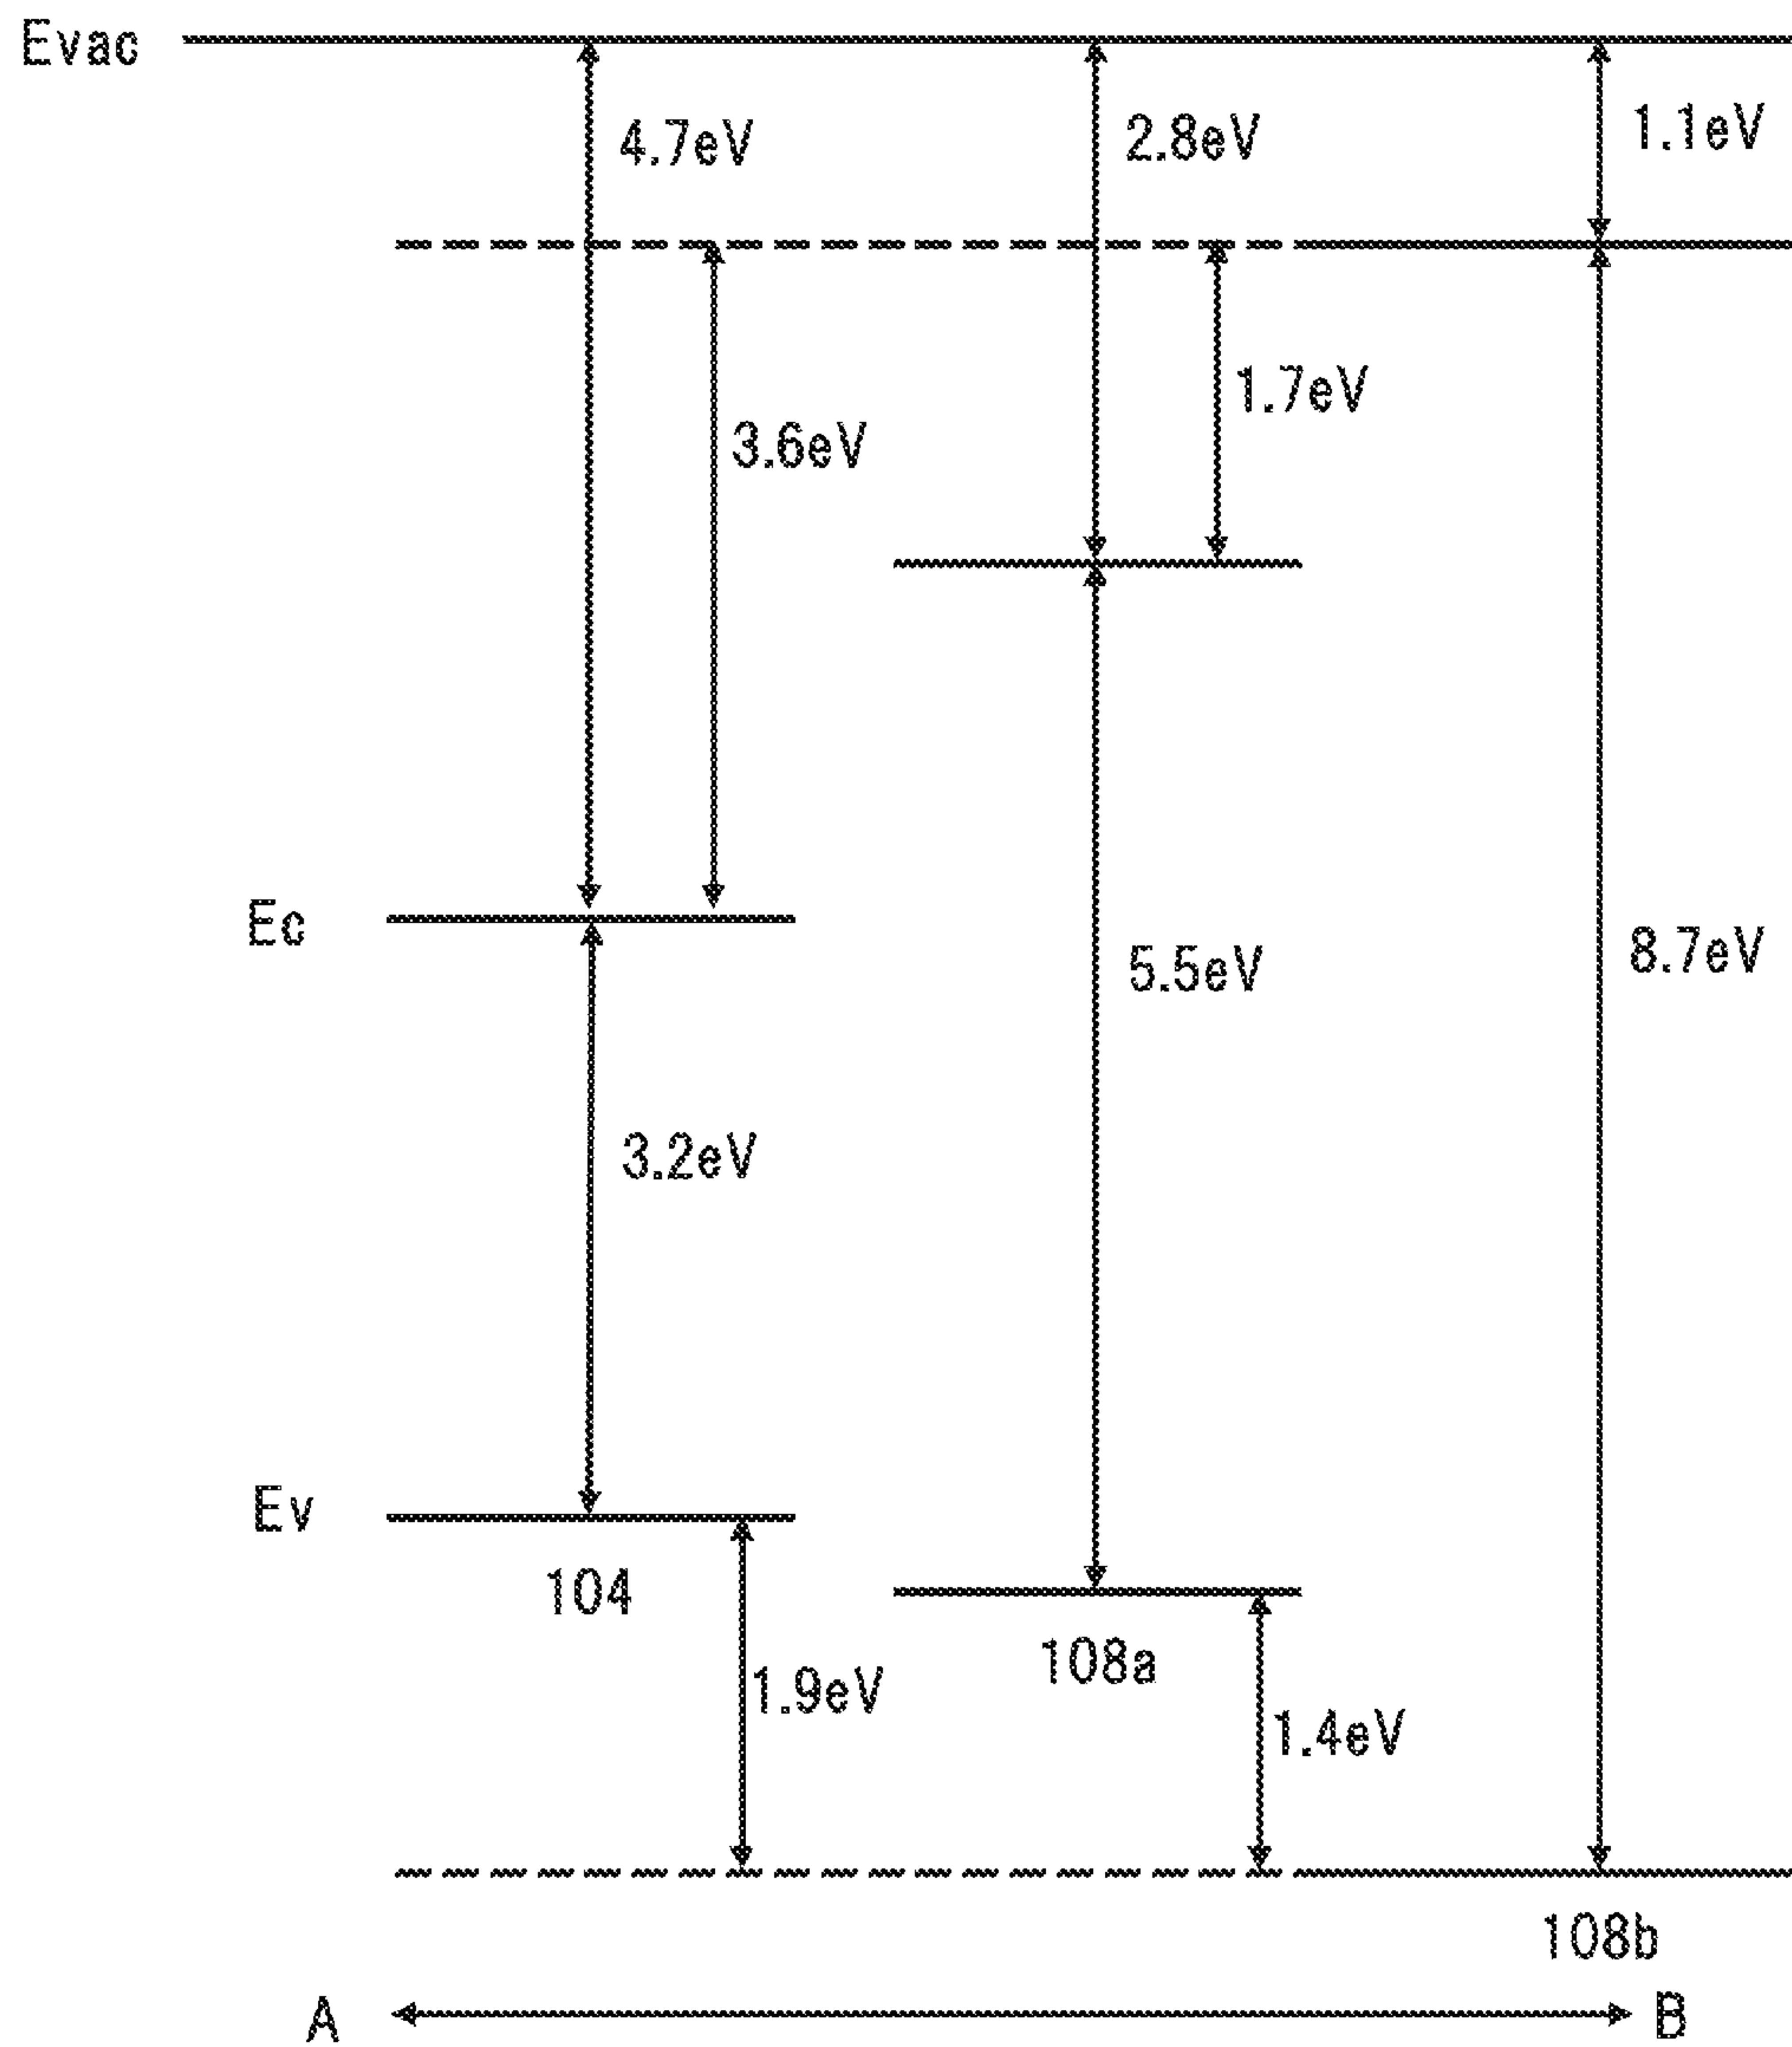 Evac
4.7eV
2.8eV
1.1eV
1.7eV
3.6eV
Ec
5.5eV
8.7eV
3.2eV
Ev
104
108a
1.9eV
1.4eV
108b
A
B